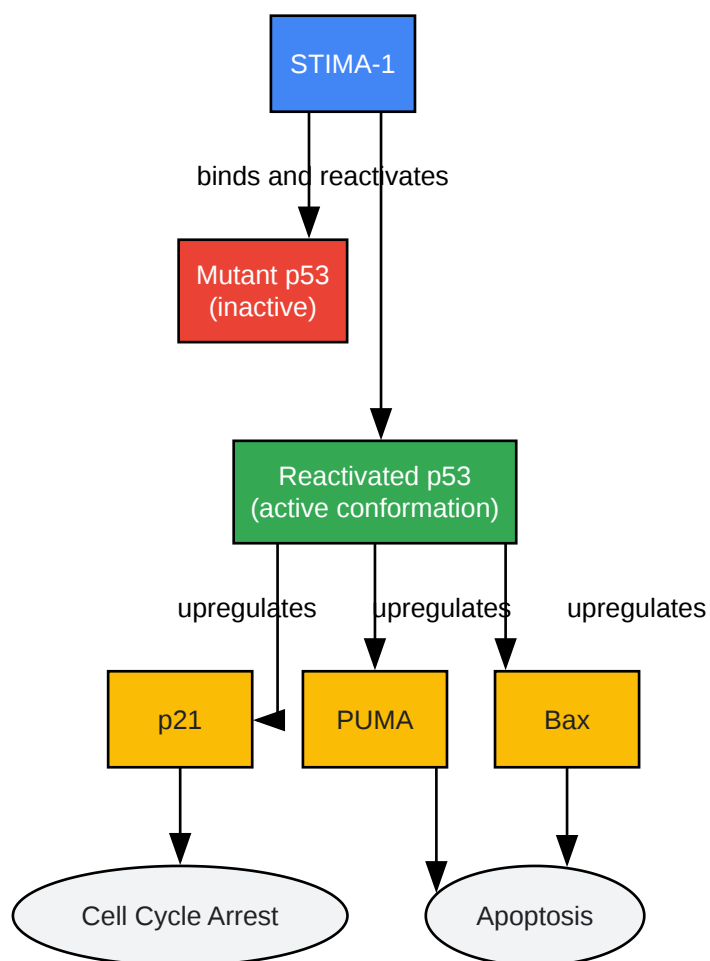 STIMA-1
binds and reactivates
Mutant p53
(inactive)
Reactivated p53
(active conformation)
upregulates
upregulates
upregulates
p21
PUMA
Bax
Cell Cycle Arrest
Apoptosis